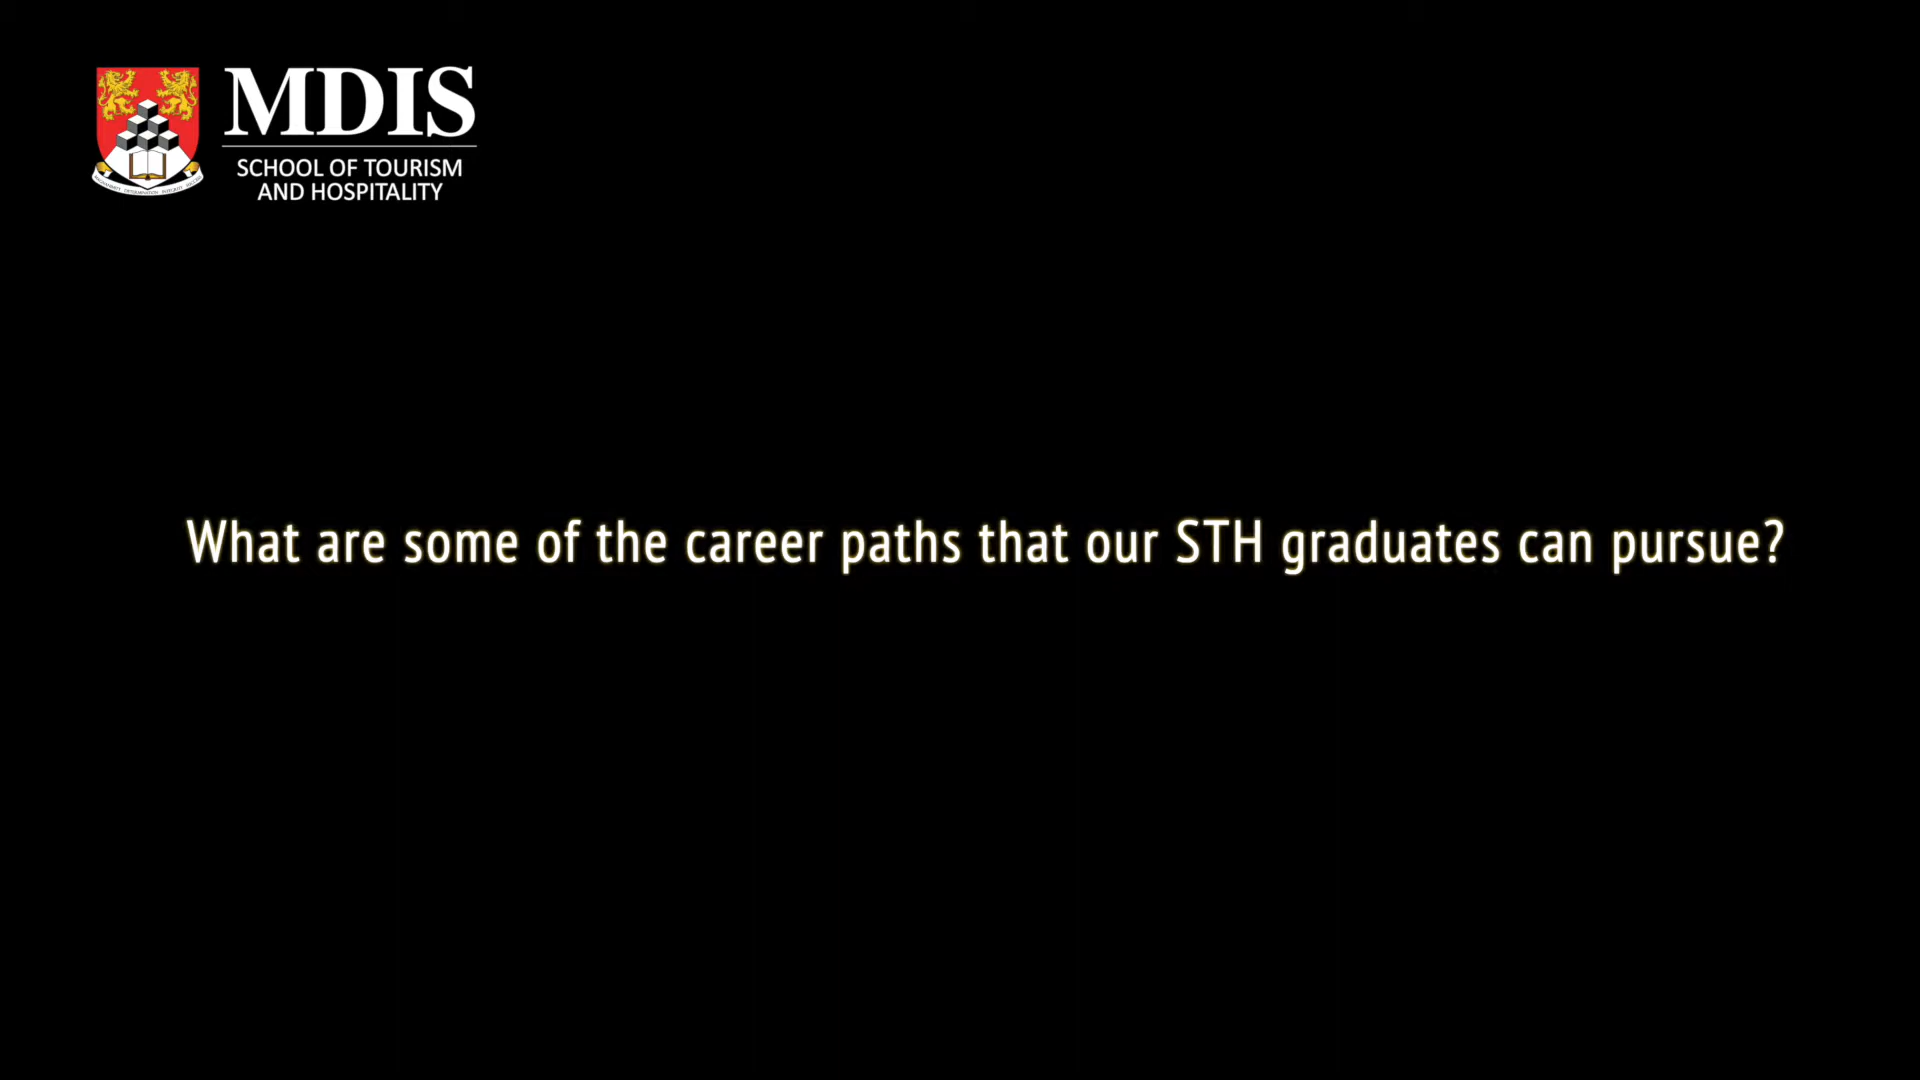 MDIS
SCHOOL OF TOURISM
AND HOSPITALITY
What are some of the career paths that our STH graduates can pursue?